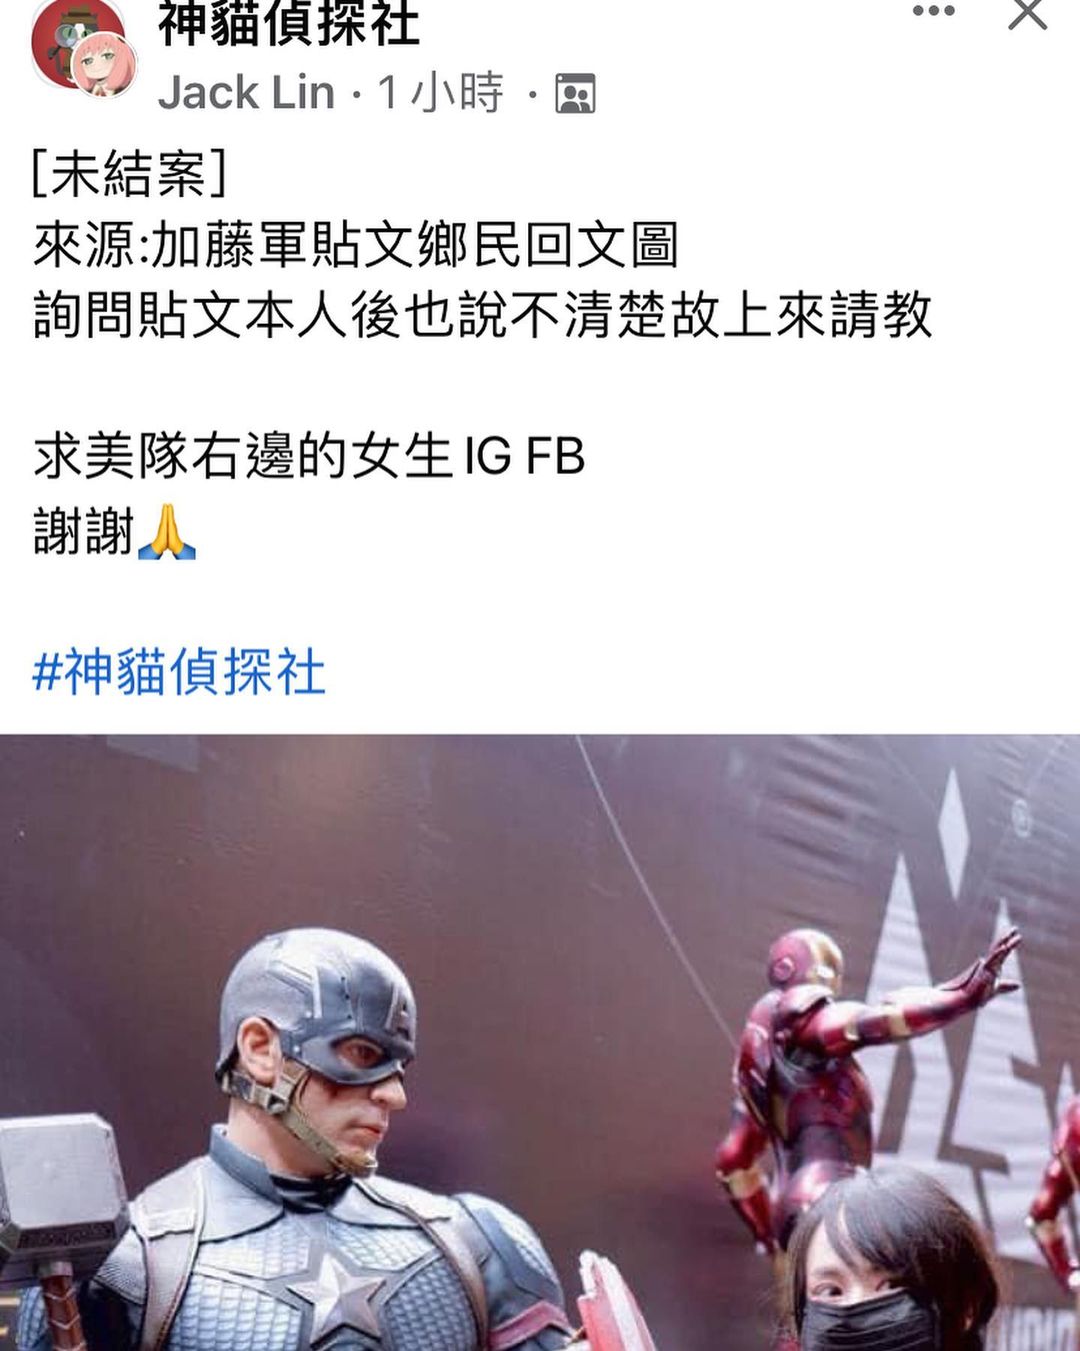 神貓偵探社
Jack Lin · 1 小時 ·
[未結案]
來源:加藤軍貼文鄉民回文圖
詢問貼文本人後也說不清楚故上來請教
求美隊右邊的女生IG FB
謝謝🙏
#神貓偵探社